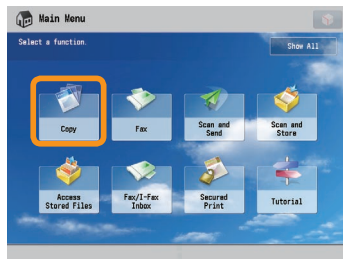 Main Menu
Select a function.
Show All
Copy
Fax
Scan and
Send
Scan and
Store
Access
Stored Files
Fax/I-Fax
Inbox
Secured
Print
Tutorial